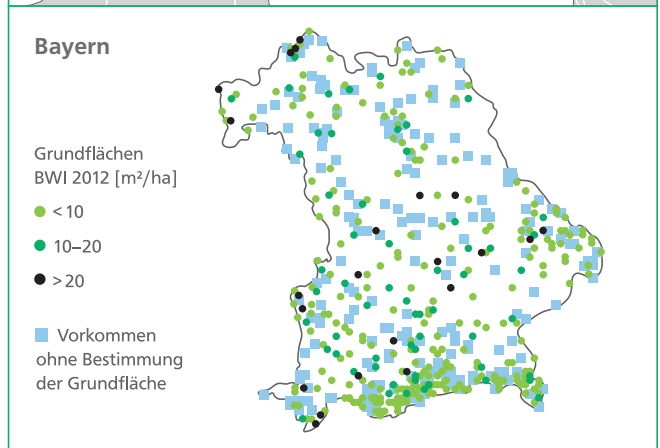 Bayern
Grundflächen
BWI 2012 [m²/ha]
< 10
10–20
>20
Vorkommen
ohne Bestimmung
der Grundfläche